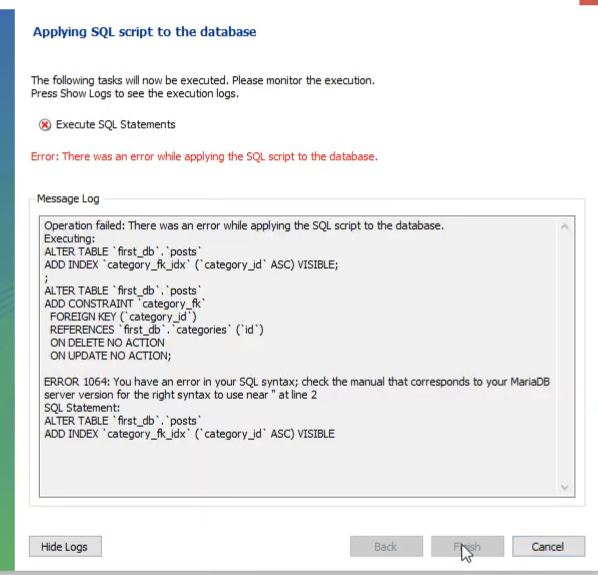 Applying SQL script to the database
The following tasks will now be executed. Please monitor the execution.
Press Show Logs to see the execution logs.
Execute SQL Statements
Error: There was an error while applying the SQL script to the database.
Message Log
Operation failed: There was an error while applying the SQL script to the database.
Executing:
ALTER TABLE `first_db`.`posts`
ADD INDEX `category_fk_idx` (`category_id` ASC) VISIBLE;
;
ALTER TABLE `first_db`.`posts`
ADD CONSTRAINT `category_fk`
FOREIGN KEY (`category_id`)
REFERENCES `first_db`.`categories` (`id`)
ON DELETE NO ACTION
ON UPDATE NO ACTION;
ERROR 1064: You have an error in your SQL syntax; check the manual that corresponds to your MariaDB
server version for the right syntax to use near '' at line 2
SQL Statement:
ALTER TABLE `first_db`.`posts`
ADD INDEX `category_fk_idx` (`category_id` ASC) VISIBLE
Hide Logs
Back
Finish
Cancel